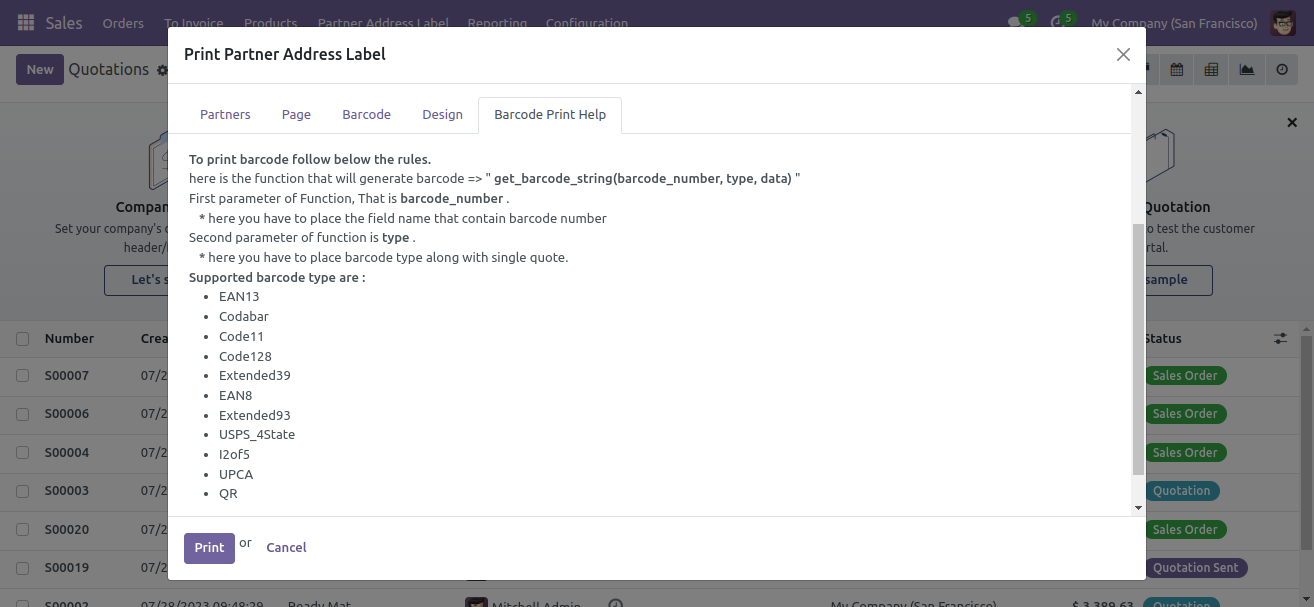 Sales Orders To Invoice Products Partner Address Label Reporting Configuration 5 5 My Company (San Francisco)
New Quotations
Print Partner Address Label
Partners Page Barcode Design Barcode Print Help
To print barcode follow below the rules.
here is the function that will generate barcode => " get_barcode_string(barcode_number, type, data) "
First parameter of Function, That is barcode_number .
* here you have to place the field name that contain barcode number
Second parameter of function is type .
* here you have to place barcode type along with single quote.
Supported barcode type are :
• EAN13
• Codabar
• Code11
• Code128
• Extended39
• EAN8
• Extended93
• USPS_4State
• I2of5
• UPCA
• QR
Print or Cancel
Compan
Set your company's
header/
Let's s
Quotation
o test the customer
rtal.
sample
Number Crea Status
S00007 07/2 Sales Order
S00006 07/2 Sales Order
S00004 07/2 Sales Order
S00003 07/2 Quotation
S00020 07/2 Sales Order
S00019 07/2 Quotation Sent
S00002 07/28/2023 09:48:29 Ready Mat Mitchell Admin My Company (San Francisco) $ 3,389.63 Quotation